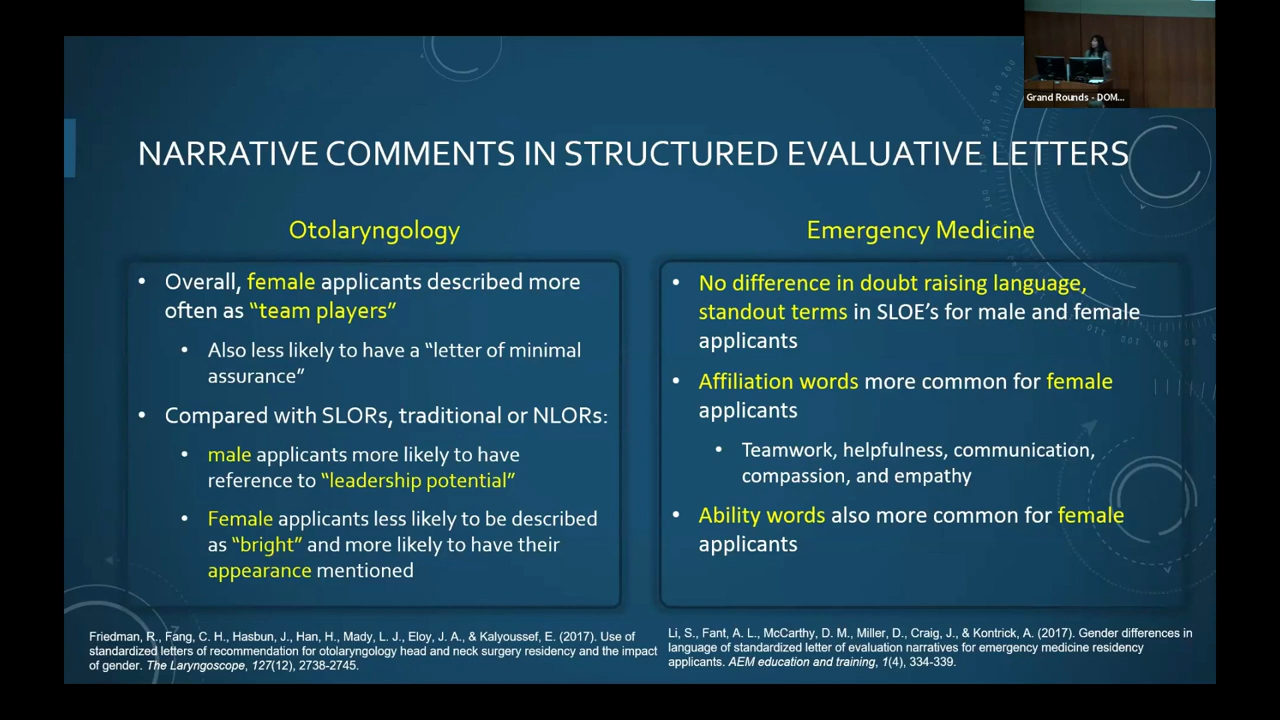 Grand Rounds - DOM...
NARRATIVE COMMENTS IN STRUCTURED EVALUATIVE LETTERS
Otolaryngology
• Overall, female applicants described more
often as “team players”
• Also less likely to have a “letter of minimal
assurance”
• Compared with SLORs, traditional or NLORs:
• male applicants more likely to have
reference to “leadership potential”
• Female applicants less likely to be described
as “bright” and more likely to have their
appearance mentioned
Friedman, R., Fang, C. H., Hasbun, J., Han, H., Mady, L. J., Eloy, J. A., & Kalyoussef, E. (2017). Use of
standardized letters of recommendation for otolaryngology head and neck surgery residency and the impact
of gender. The Laryngoscope, 127(12), 2738-2745.
Emergency Medicine
• No difference in doubt raising language,
standout terms in SLOE’s for male and female
applicants
• Affiliation words more common for female
applicants
• Teamwork, helpfulness, communication,
compassion, and empathy
• Ability words also more common for female
applicants
Li, S., Fant, A. L., McCarthy, D. M., Miller, D., Craig, J., & Kontrick, A. (2017). Gender differences in
language of standardized letter of evaluation narratives for emergency medicine residency
applicants. AEM education and training, 1(4), 334-339.